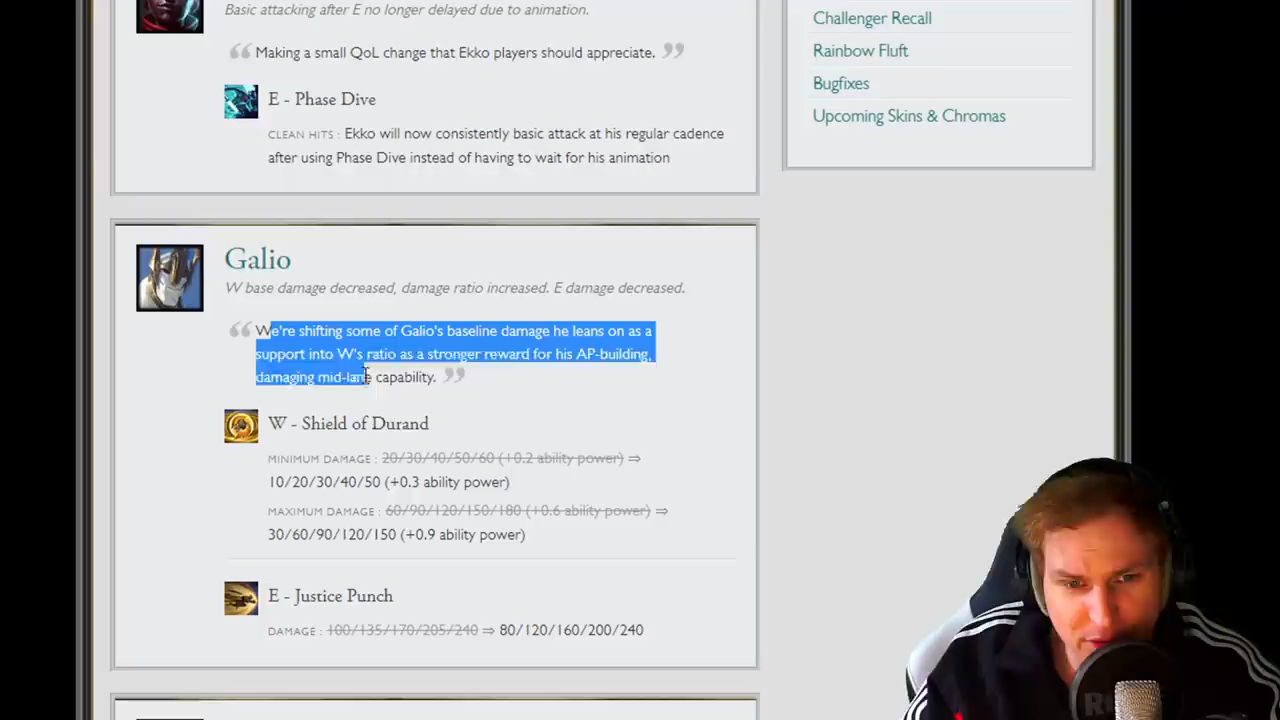 Basic attacking after E no longer delayed due to animation.
“ Making a small QoL change that Ekko players should appreciate. ”
E - Phase Dive
CLEAN HITS : Ekko will now consistently basic attack at his regular cadence
after using Phase Dive instead of having to wait for his animation
Galio
W base damage decreased, damage ratio increased. E damage decreased.
“ We're shifting some of Galio's baseline damage he leans on as a
support into W's ratio as a stronger reward for his AP-building,
damaging mid-lane capability. ”
W - Shield of Durand
MINIMUM DAMAGE : 20/30/40/50/60 (+0.2 ability power) ⇒
10/20/30/40/50 (+0.3 ability power)
MAXIMUM DAMAGE : 60/90/120/150/180 (+0.6 ability power) ⇒
30/60/90/120/150 (+0.9 ability power)
E - Justice Punch
DAMAGE : 100/135/170/205/240 ⇒ 80/120/160/200/240
Challenger Recall
Rainbow Fluft
Bugfixes
Upcoming Skins & Chromas